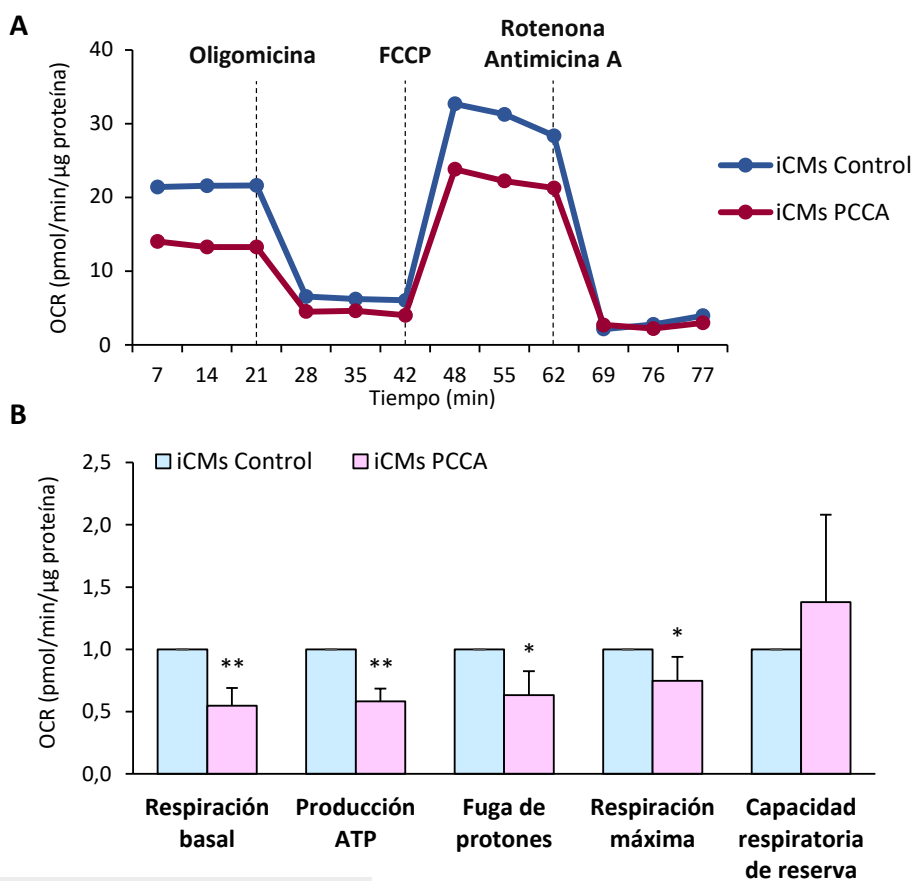 A
Oligomicina
FCCP
Rotenona
Antimicina A
OCR (pmol/min/µg proteína)
40
30
20
10
0
7 14 21 28 35 42 48 55 62 69 76 77
Tiempo (min)
iCMs Control
iCMs PCCA
B
iCMs Control iCMs PCCA
OCR (pmol/min/µg proteína)
2,5
2,0
1,5
1,0
0,5
0,0
** ** * *
Respiración basal
Producción ATP
Fuga de protones
Respiración máxima
Capacidad respiratoria de reserva